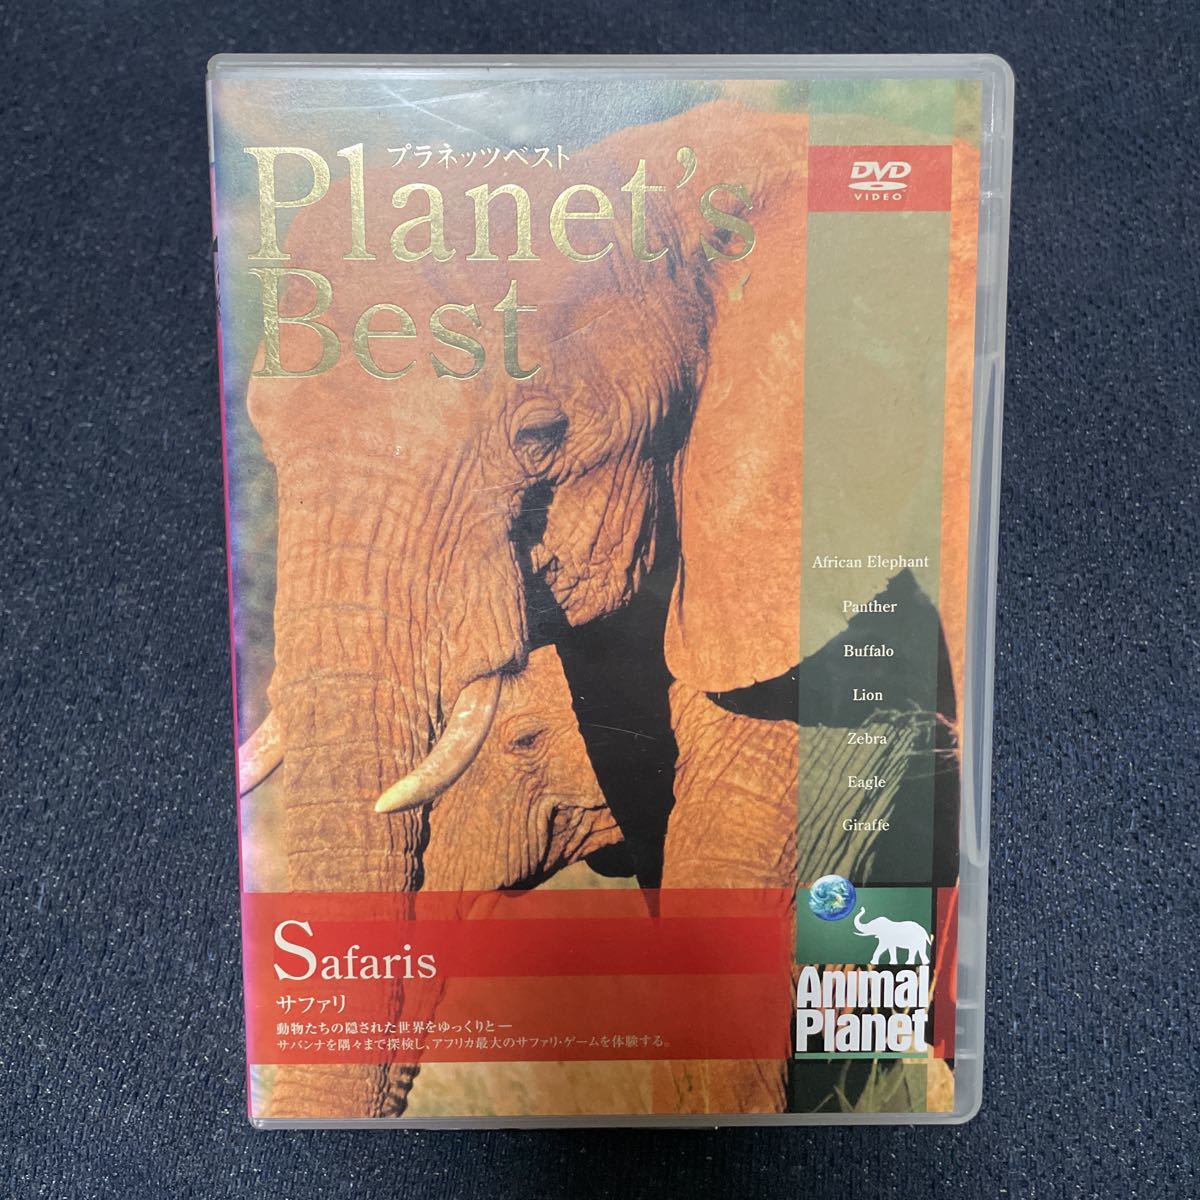 プラネッツベスト
Planet's
Best
DVD
VIDEO
African Elephant
Panther
Buffalo
Lion
Zebra
Eagle
Giraffe
Safaris
サファリ
動物たちの隠された世界をゆっくりと—
サバンナを隅々まで探検し、アフリカ最大のサファリ・ゲームを体験する。
Animal
Planet